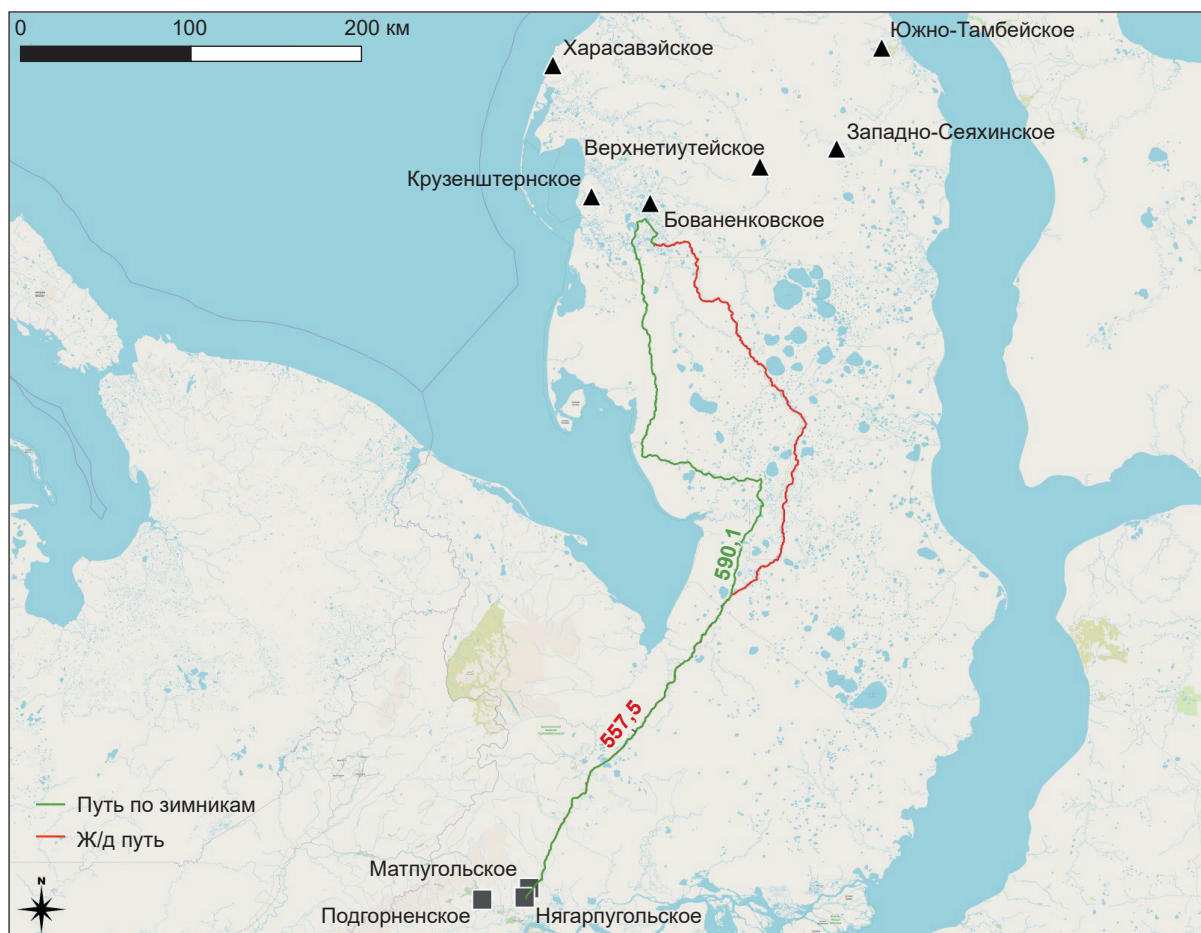 0 100 200 км
Харасавэйское
Южно-Тамбейское
Западно-Сеяхинское
Верхнетиутейское
Крузенштернское
Бованенковское
590,1
557,5
Путь по зимникам
Ж/д путь
Матпугольское
Подгорненское
Нягарпугольское
N